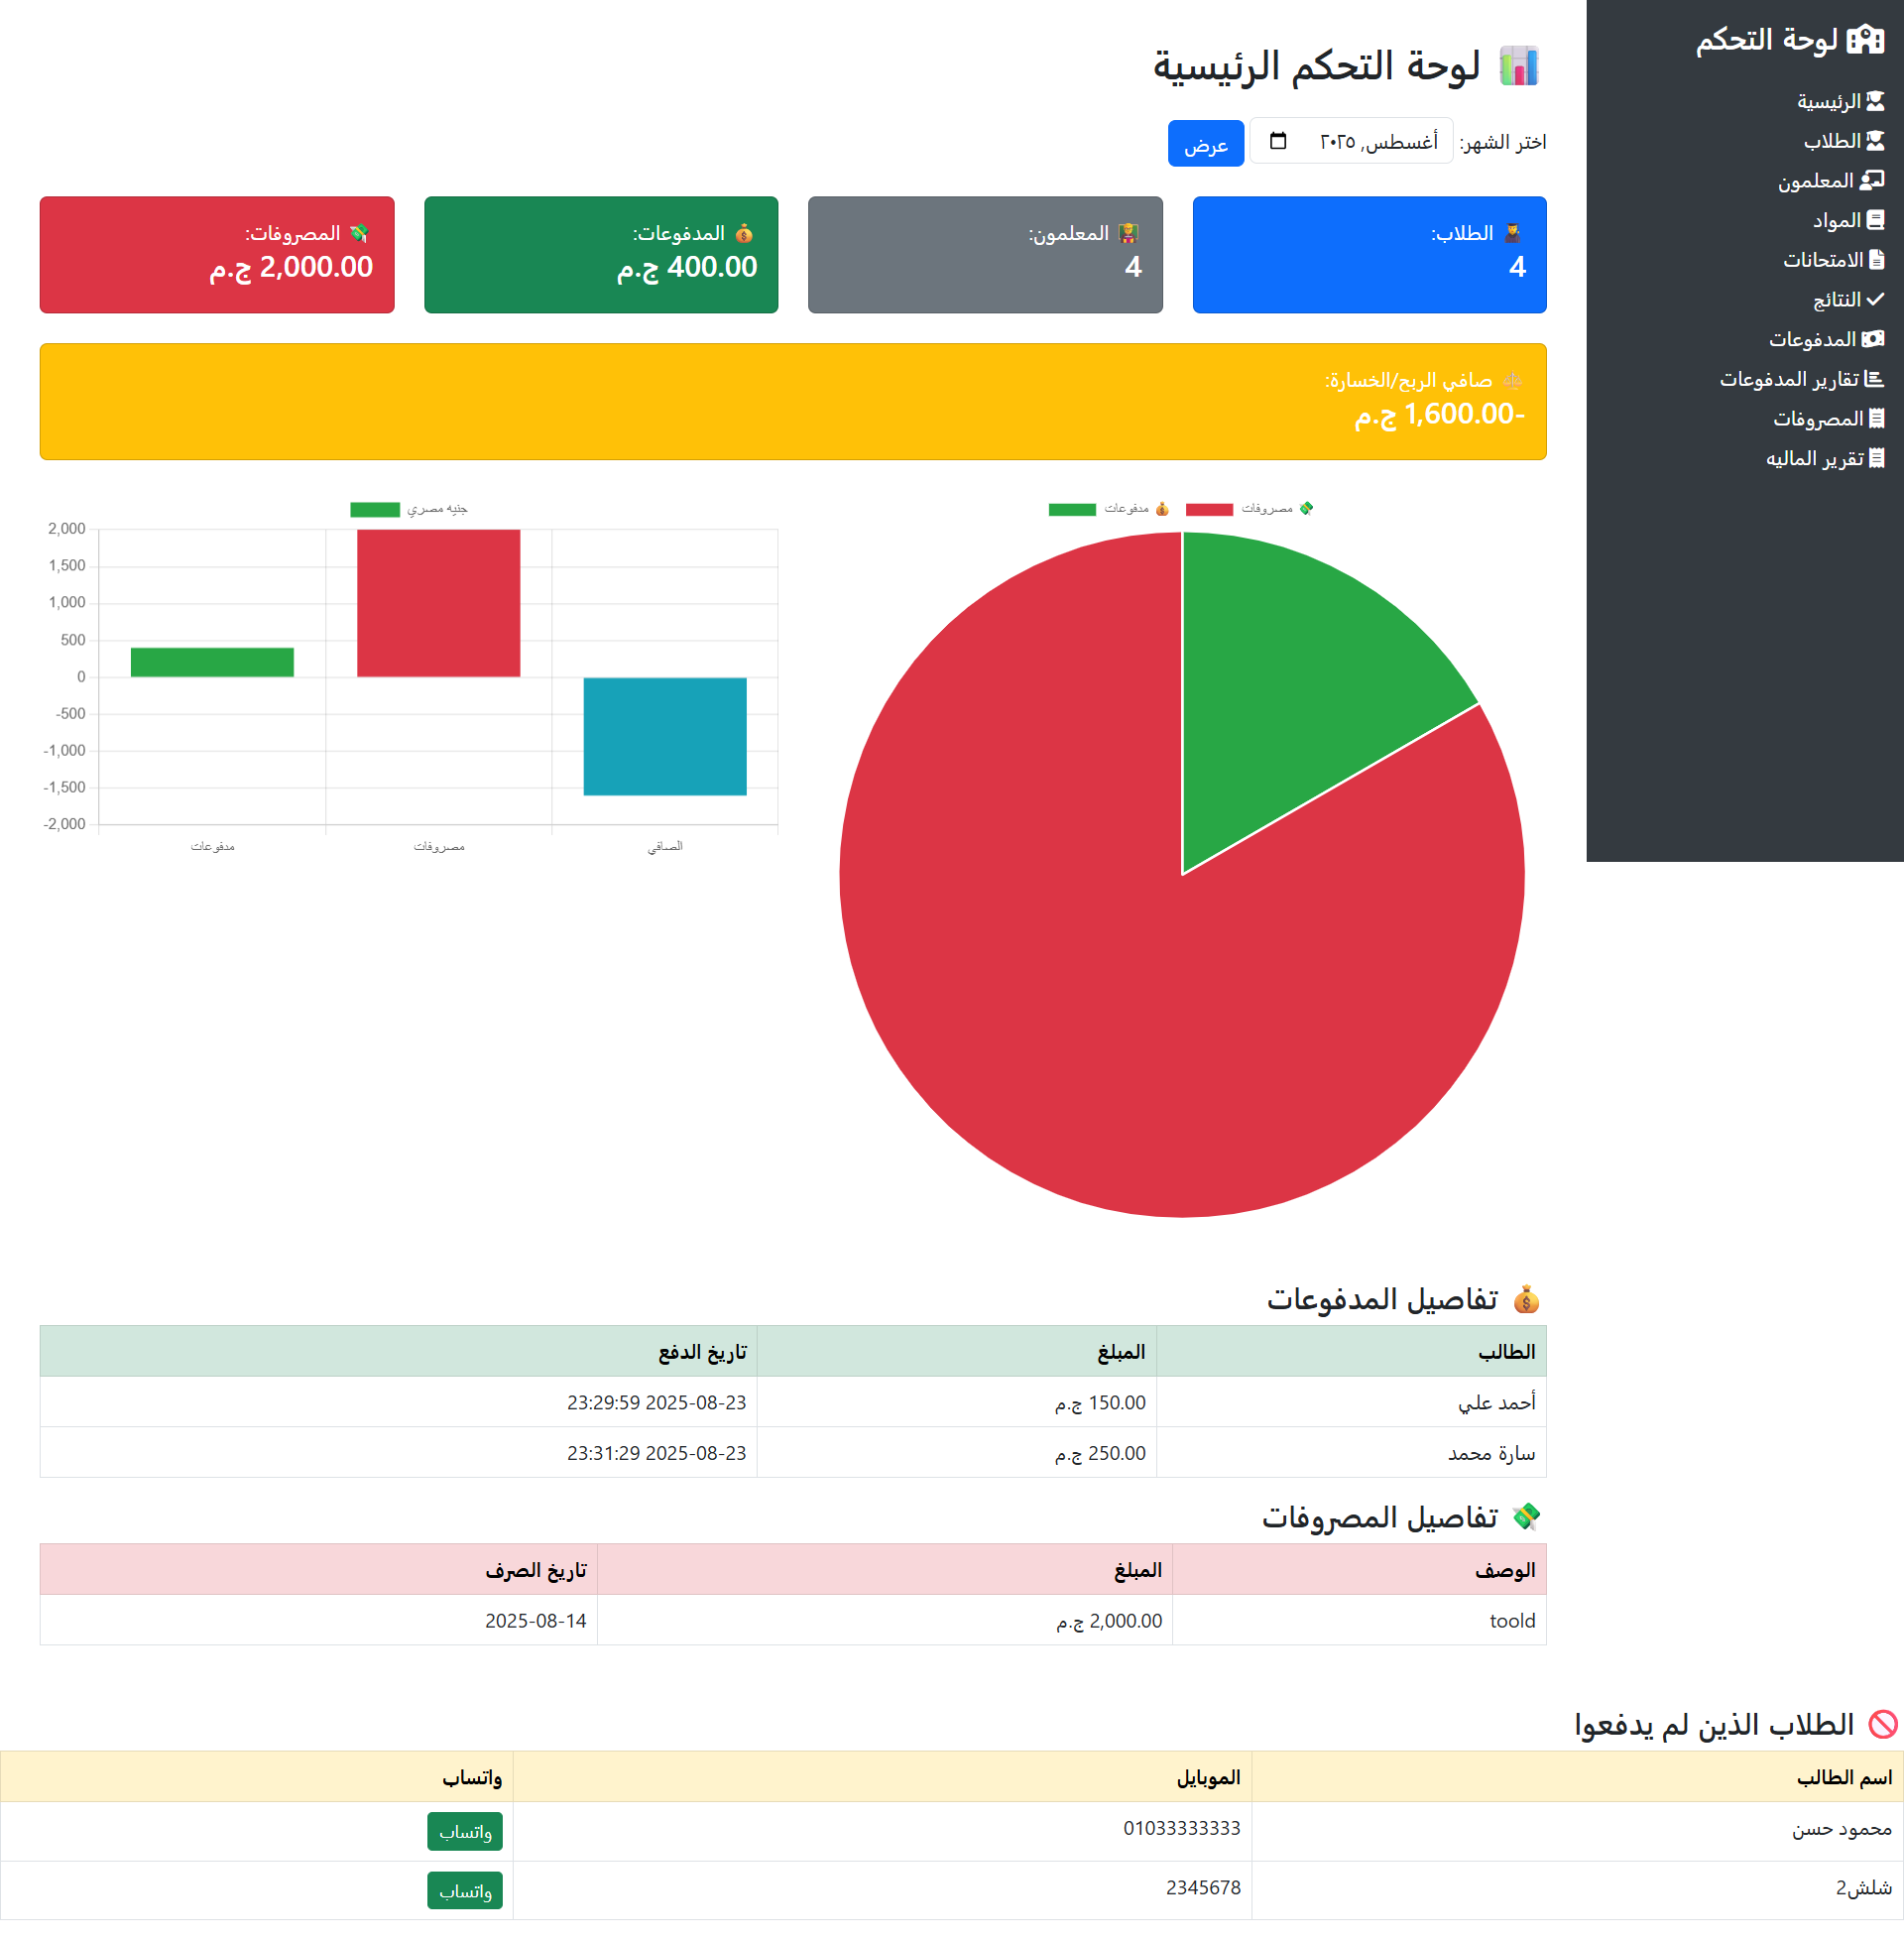 لوحة التحكم
الرئيسية
الطلاب
المعلمون
المواد
الامتحانات
النتائج
المدفوعات
تقارير المدفوعات
المصروفات
تقرير الماليه
لوحة التحكم الرئيسية
اختر الشهر: أغسطس, ٢٠٢٥ عرض
الطلاب:
4
المعلمون:
4
المدفوعات:
400.00 ج.م
المصروفات:
2,000.00 ج.م
صافي الربح/الخسارة:
-1,600.00 ج.م
مصروفات مدفوعات
جنيه مصري
2,000
1,500
1,000
500
0
-500
-1,000
-1,500
-2,000
مدفوعات مصروفات الصافي
تفاصيل المدفوعات
الطالب المبلغ تاريخ الدفع
أحمد علي 150.00 ج.م 2025-08-23 23:29:59
سارة محمد 250.00 ج.م 2025-08-23 23:31:29
تفاصيل المصروفات
الوصف المبلغ تاريخ الصرف
toold 2,000.00 ج.م 2025-08-14
الطلاب الذين لم يدفعوا
اسم الطالب الموبايل واتساب
محمود حسن 01033333333 واتساب
شلش2 2345678 واتساب